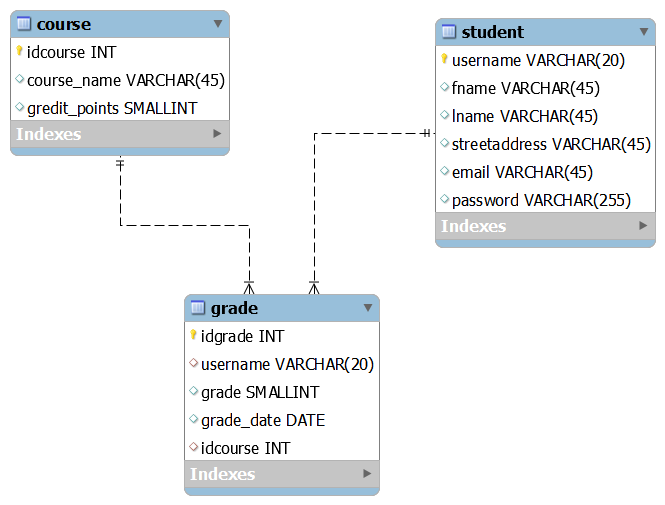 course
idcourse INT
course_name VARCHAR(45)
gredit_points SMALLINT
Indexes
student
username VARCHAR(20)
fname VARCHAR(45)
lname VARCHAR(45)
streetaddress VARCHAR(45)
email VARCHAR(45)
password VARCHAR(255)
Indexes
grade
idgrade INT
username VARCHAR(20)
grade SMALLINT
grade_date DATE
idcourse INT
Indexes